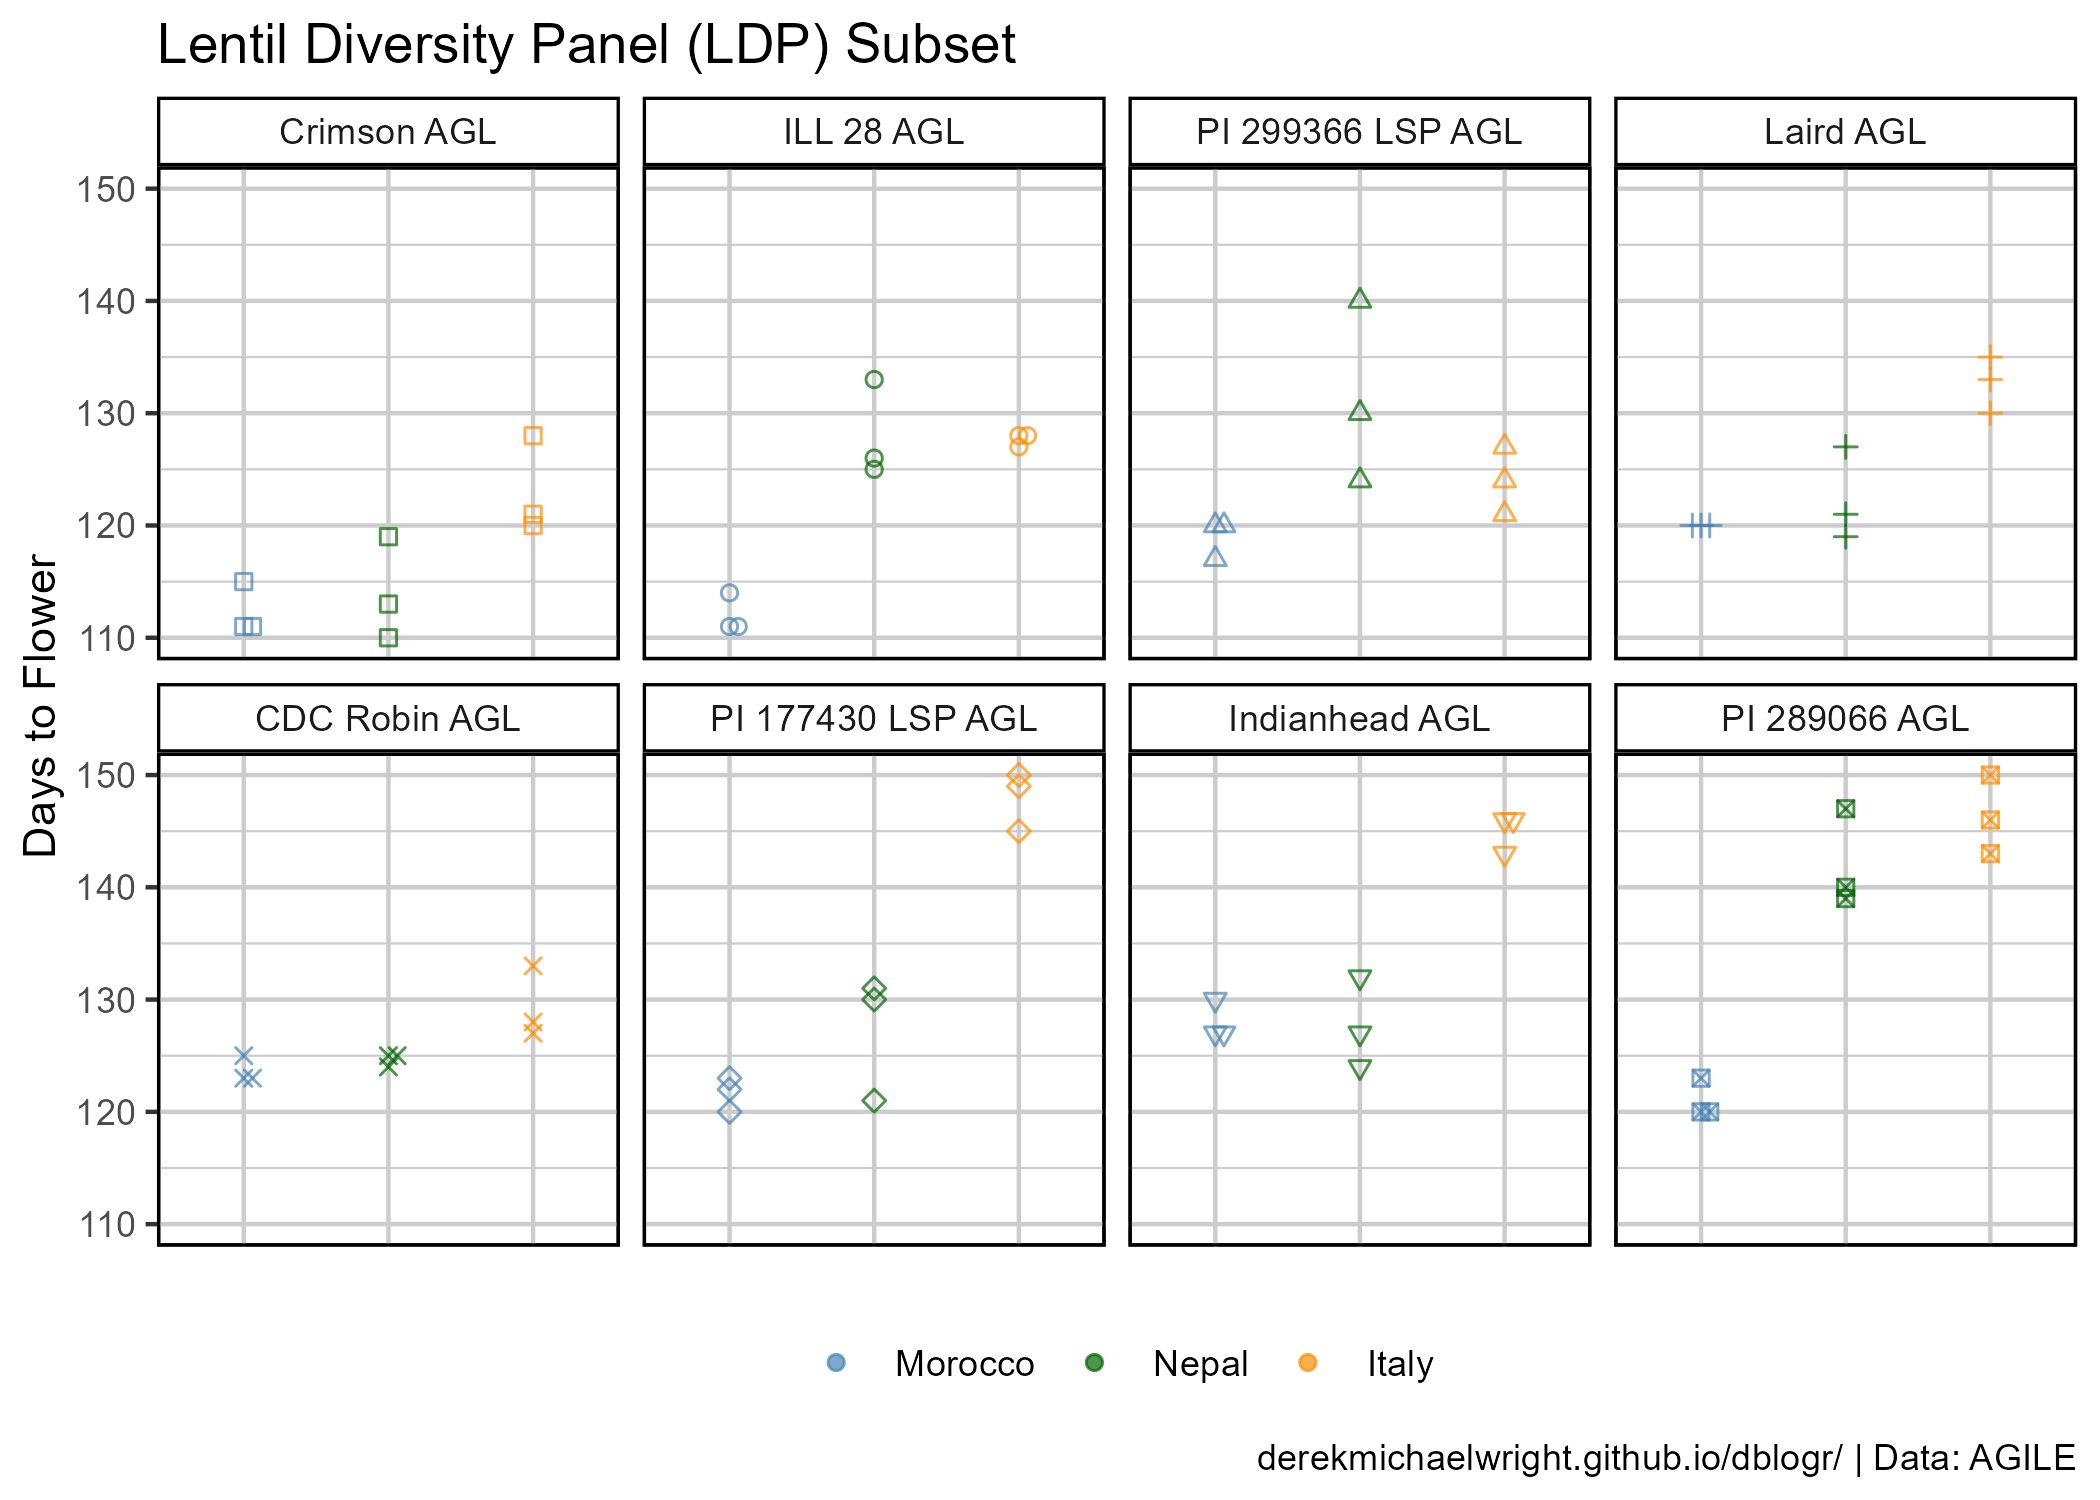 Lentil Diversity Panel (LDP) Subset
Crimson AGL
ILL 28 AGL
PI 299366 LSP AGL
Laird AGL
150
140
130
120
110
Days to Flower
CDC Robin AGL
PI 177430 LSP AGL
Indianhead AGL
PI 289066 AGL
150
140
130
120
110
Morocco
Nepal
Italy
derekmichaelwright.github.io/dblogr/ | Data: AGILE